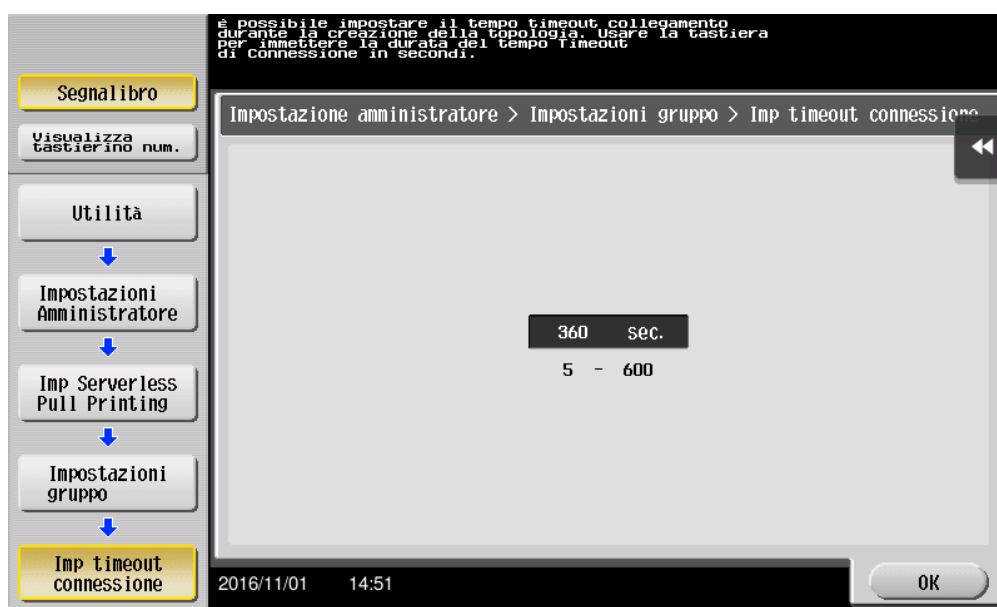 è possibile impostare il tempo timeout collegamento
durante la creazione della topologia. Usare la tastiera
per immettere la durata del tempo Timeout
di Connessione in secondi.
Segnalibro
Visualizza
tastierino num.
Utilità
Impostazioni
Amministratore
Imp Serverless
Pull Printing
Impostazioni
gruppo
Imp timeout
connessione
Impostazione amministratore > Impostazioni gruppo > Imp timeout connessione
360 sec.
5 - 600
2016/11/01 14:51
OK